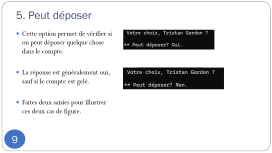 5. Peut déposer
Cette option permet de vérifier si
on peut déposer quelque chose
dans le compte.
Votre choix, Tristan Gordon ?
** Peut déposer? Oui.
La réponse est généralement oui,
sauf si le compte est gelé.
Votre choix, Tristan Gordon ?
** Peut déposer? Non.
Faites deux saisies pour illustrer
ces deux cas de figure.
9